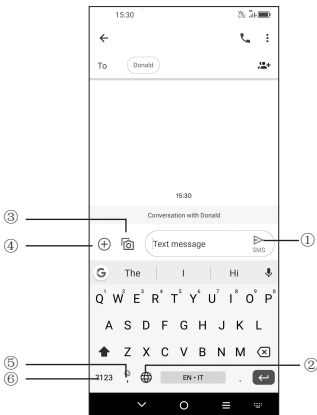 15:30
To Donald
15:30
Conversation with Donald
③
④ Text message SMS ①
G The I Hi
Q W 2 E 3 R 4 T 5 Y 6 U 7 I 8 O 9 P 0
A S D F G H J K L
Z X C V B N M
⑤ ②
⑥ ?123 , EN • IT .